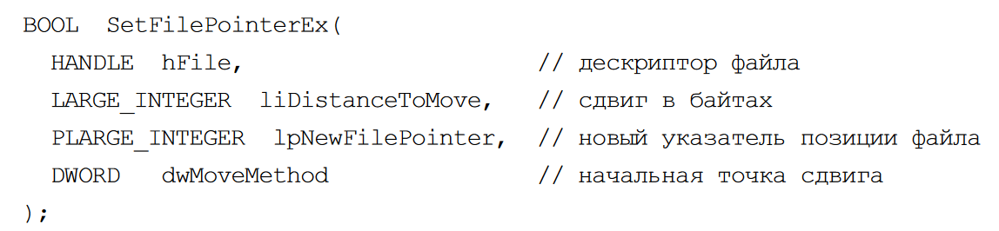 BOOL SetFilePointerEx(
HANDLE hFile, // дескриптор файла
LARGE_INTEGER liDistanceToMove, // сдвиг в байтах
PLARGE_INTEGER lpNewFilePointer, // новый указатель позиции файла
DWORD dwMoveMethod // начальная точка сдвига
);